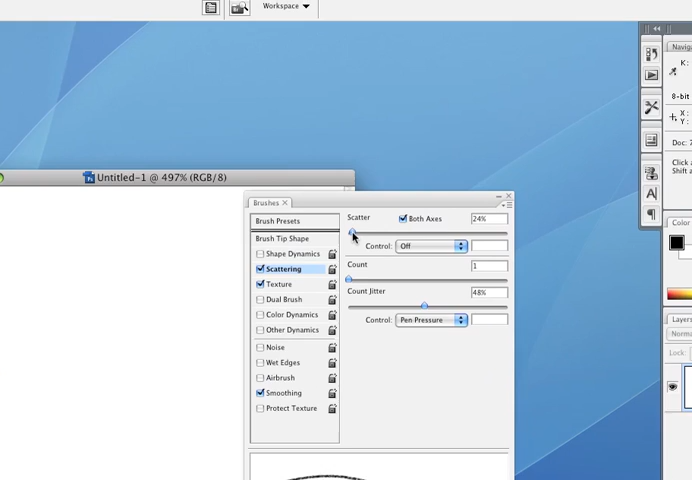 Workspace
Naviga
K:
8-bit
X:
Y:
Doc:
Click a
Shift a
Untitled-1 @ 497% (RGB/8)
Brushes
Brush Presets
Brush Tip Shape
Shape Dynamics
Scattering
Texture
Dual Brush
Color Dynamics
Other Dynamics
Noise
Wet Edges
Airbrush
Smoothing
Protect Texture
Scatter
Both Axes
24%
Control: Off
Count
1
Count Jitter
48%
Control: Pen Pressure
A
Color
Layers
Norma
Lock: